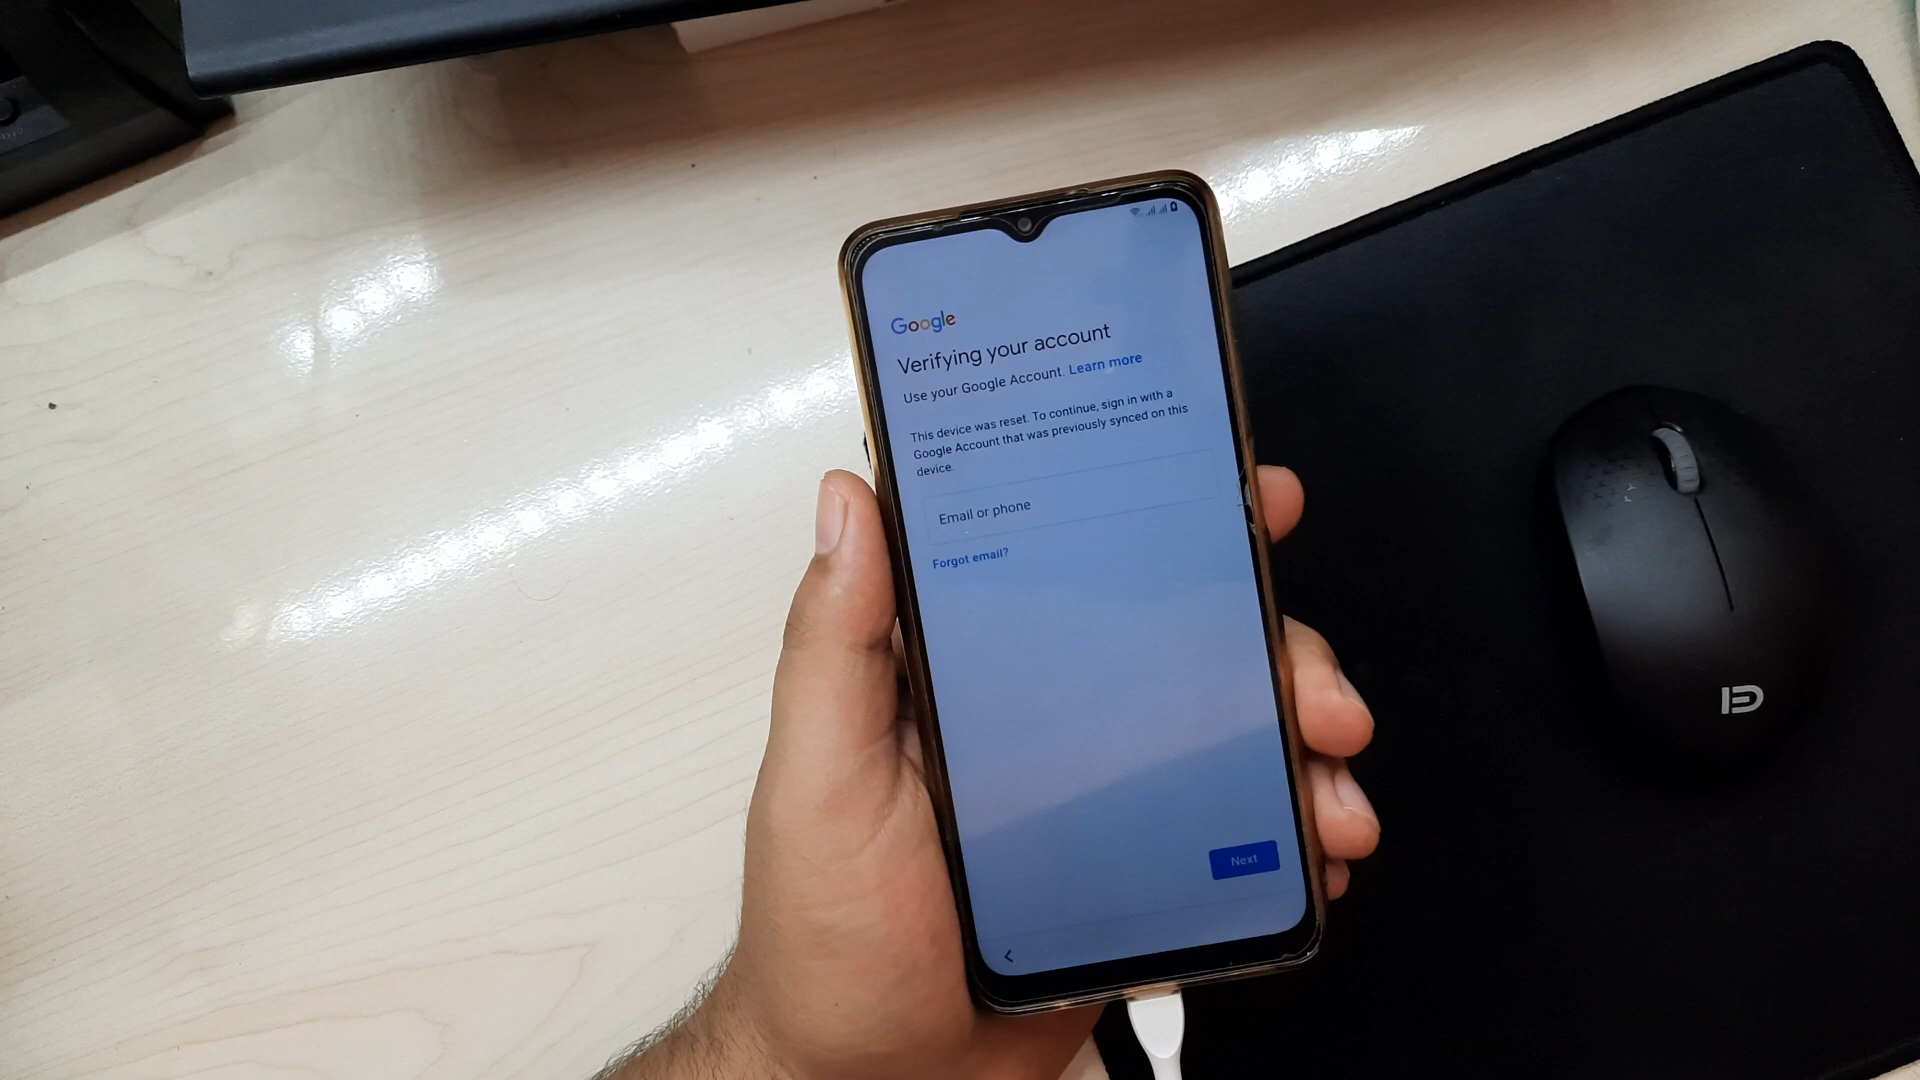 Google
Verifying your account
Use your Google Account. Learn more
This device was reset. To continue, sign in with a
Google Account that was previously synced on this
device.
Email or phone
Forgot email?
Next